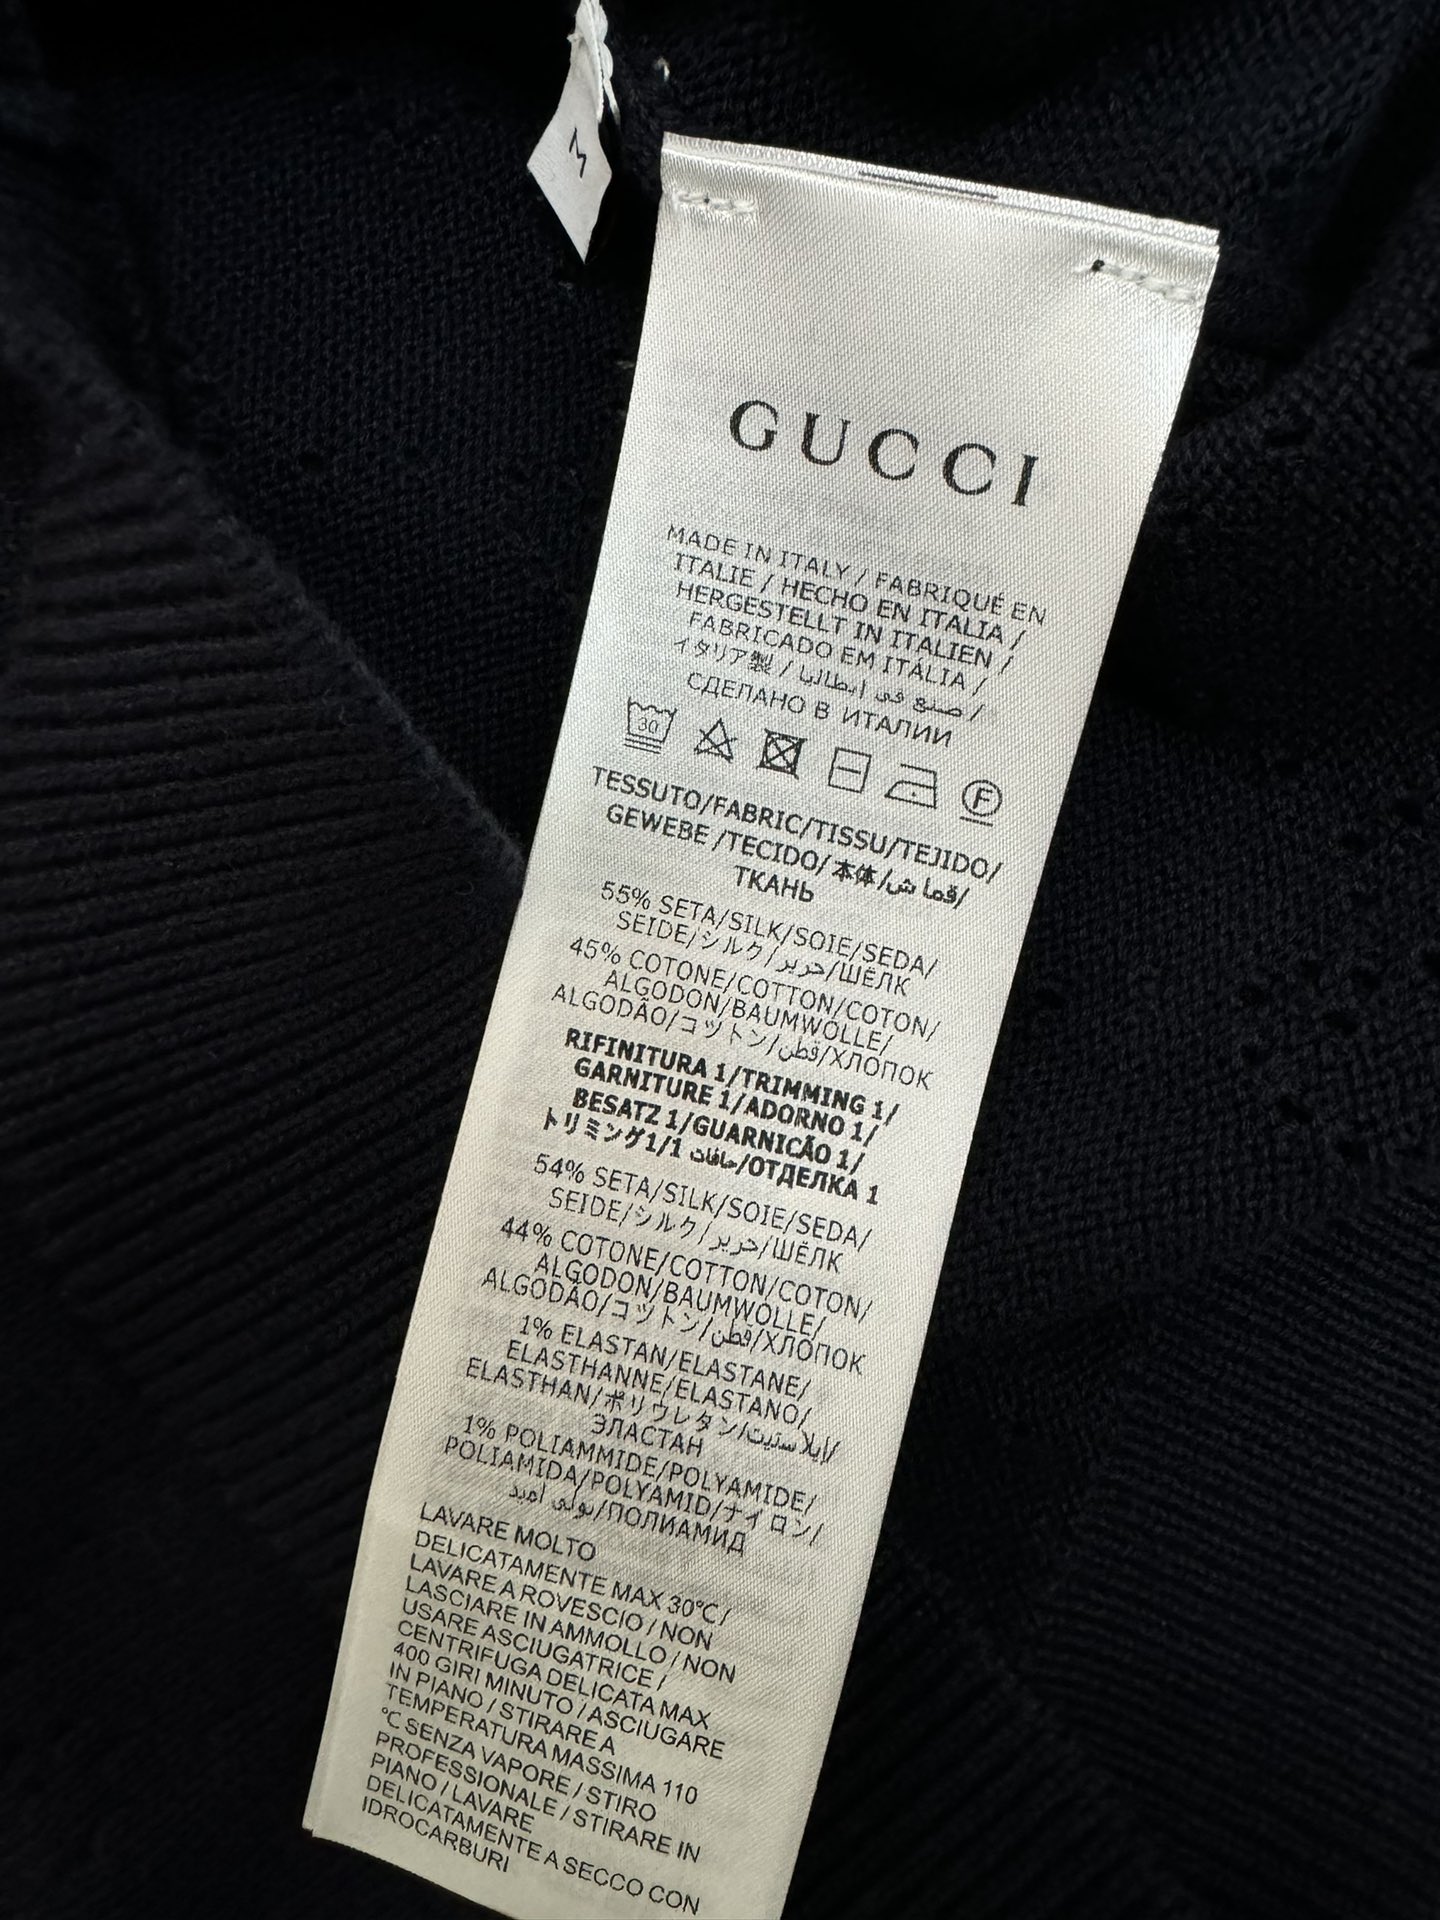 M
GUCCI
MADE IN ITALY / FABRIQUÉ EN
ITALIE / HECHO EN ITALIA /
HERGESTELLT IN ITALIEN /
FABRICADO EM ITÁLIA /
イタリア製 / صنع في ايطاليا /
СДЕЛАНО В ИТАЛИИ
30 F
TESSUTO/FABRIC/TISSU/TEJIDO/
GEWEBE /TECIDO/ 本体/قماش/
ТКАНЬ
55% SETA/SILK/SOIE/SEDA/
SEIDE/シルク/حرير/ШЁЛК
45% COTONE/COTTON/COTON/
ALGODON/BAUMWOLLE/
ALGODÃO/コットン/قطن/ХЛОПОК
RIFINITURA 1/TRIMMING 1/
GARNITURE 1/ADORNO 1/
BESATZ 1/GUARNICÃO 1/
トリミング1/1 حافات/ОТДЕЛКА 1
54% SETA/SILK/SOIE/SEDA/
SEIDE/シルク/حرير/ШЁЛК
44% COTONE/COTTON/COTON/
ALGODON/BAUMWOLLE/
ALGODÃO/コットン/قطن/ХЛОПОК
1% ELASTAN/ELASTANE/
ELASTHANNE/ELASTANO/
ELASTHAN/ポリウレタン/إيلاستيت/
ЭЛАСТАН
1% POLIAMMIDE/POLYAMIDE/
POLIAMIDA/POLYAMID/ナイロン/
بولي اميد/ПОЛИАМИД
LAVARE MOLTO
DELICATAMENTE MAX 30℃ /
LAVARE A ROVESCIO / NON
LASCIARE IN AMMOLLO / NON
USARE ASCIUGATRICE /
CENTRIFUGA DELICATA MAX
400 GIRI MINUTO / ASCIUGARE
IN PIANO / STIRARE A
TEMPERATURA MASSIMA 110
℃ SENZA VAPORE / STIRO
PROFESSIONALE / STIRARE IN
PIANO / LAVARE
DELICATAMENTE A SECCO CON
IDROCARBURI